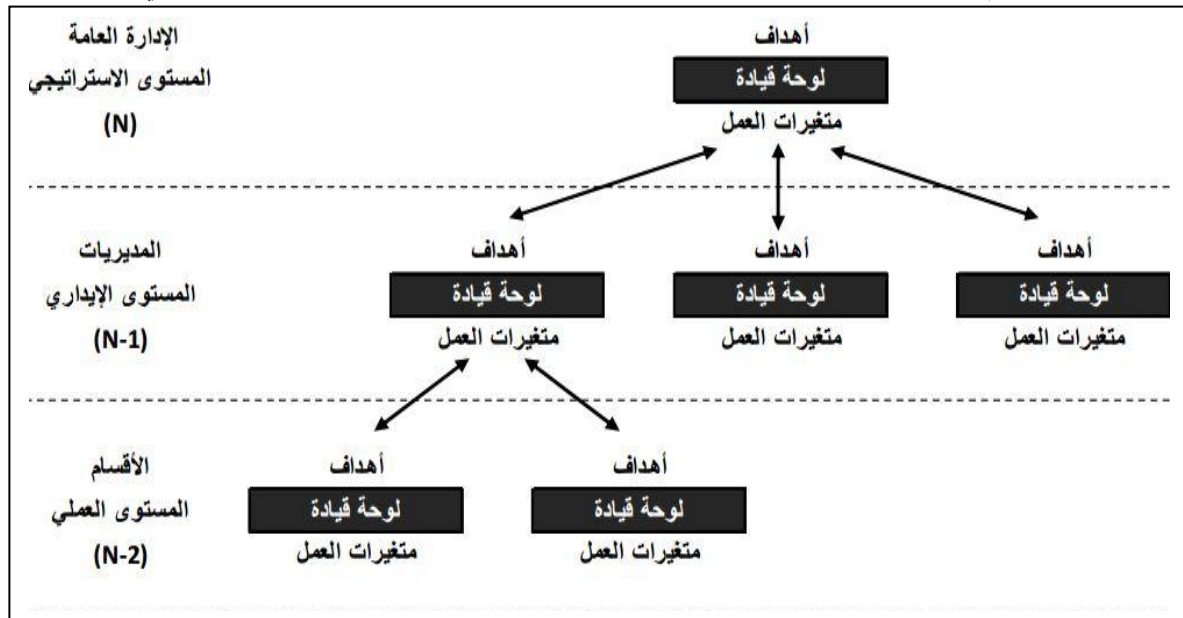 الإدارة العامة
المستوى الاستراتيجي
(N)
أهداف
لوحة قيادة
متغيرات العمل
المديريات
المستوى الإيداري
(N-1)
أهداف
لوحة قيادة
متغيرات العمل
أهداف
لوحة قيادة
متغيرات العمل
أهداف
لوحة قيادة
متغيرات العمل
الأقسام
المستوى العملي
(N-2)
أهداف
لوحة قيادة
متغيرات العمل
أهداف
لوحة قيادة
متغيرات العمل